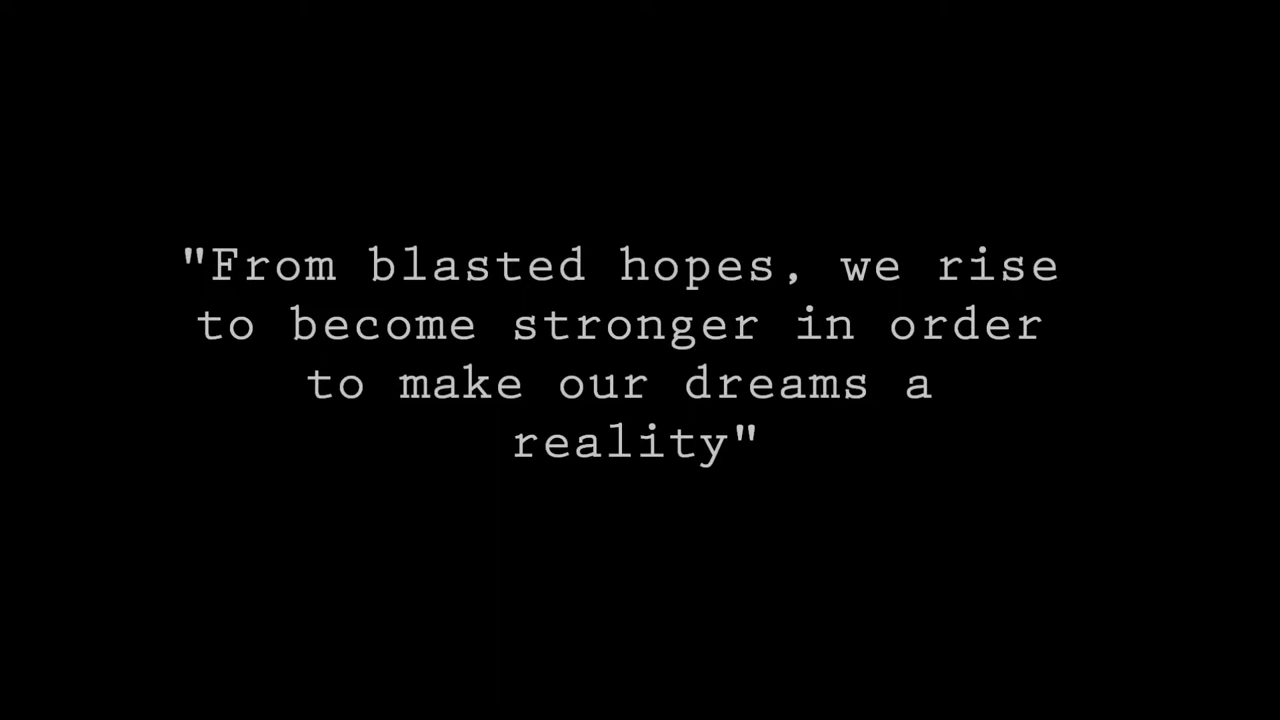 "From blasted hopes, we rise
to become stronger in order
to make our dreams a
reality"